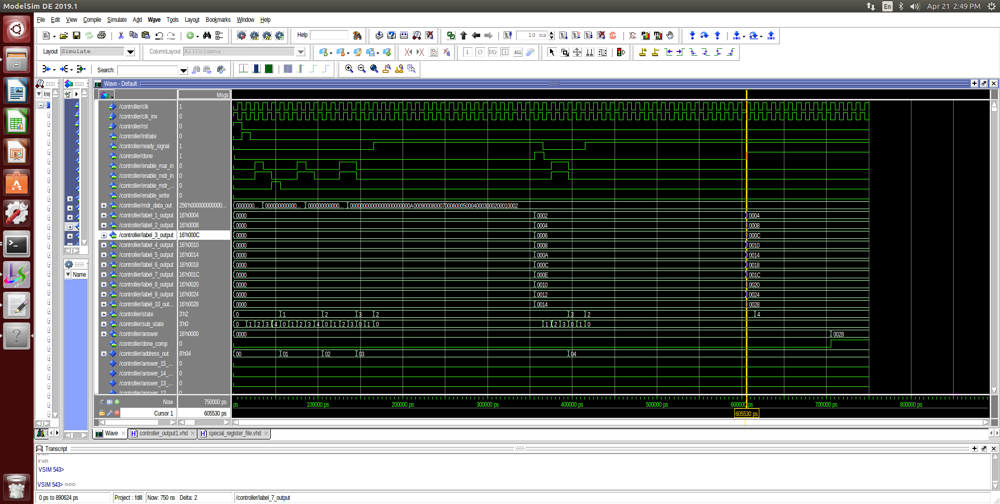 ModelSim DE 2019.1
En
Apr 21 2:49 PM
File Edit View Compile Simulate Add Wave Tools Layout Bookmarks Window Help
Help
10 ns
Layout Simulate
ColumnLayout AllColumns
Search:
Wave - Default
Ins
Msgs
/controller/clk 1
/controller/clk_inv 0
/controller/rst 0
/controller/initiate 0
/controller/ready_signal 1
/controller/done 1
/controller/enable_mar_in 0
/controller/enable_mdr_in 0
/controller/enable_mdr_... 0
/controller/enable_write 0
/controller/mdr_data_out 256'h000000000000... 0000000... 000000000000... 000000000000... 00000000000000000000000A0009000800070006000500040003000200010002
/controller/label_1_output 16'h0004 0000 0002 0004
/controller/label_2_output 16'h0008 0000 0004 0008
/controller/label_3_output 16'h000C 0000 0006 000C
/controller/label_4_output 16'h0010 0000 0008 0010
/controller/label_5_output 16'h0014 0000 000A 0014
/controller/label_6_output 16'h0018 0000 000C 0018
/controller/label_7_output 16'h001C 0000 000E 001C
/controller/label_8_output 16'h0020 0000 0010 0020
/controller/label_9_output 16'h0024 0000 0012 0024
/controller/label_10_out... 16'h0028 0000 0014 0028
/controller/state 3'h2 0 1 2 3 2 3 2 4
/controller/sub_state 3'h0 0 1 2 3 4 0 1 2 3 4 0 1 2 3 0 1 0 1 2 3 0 1 0
/controller/answer 16'h0000 0000 0028
/controller/done_comp 0
/controller/address_out 8'h04 00 01 02 03 04
/controller/answer_15_... 0
/controller/answer_14_... 0
/controller/answer_13_... 0
/controller/answer_12_... 0
Name
Now 750000 ps
ps 100000 ps 200000 ps 300000 ps 400000 ps 500000 ps 600000 ps 700000 ps 800000 ps
Cursor 1 605530 ps
605530 ps
Wave controller_output1.vhd special_register_file.vhd
Transcript
run
run
VSIM 543>
VSIM 543>
0 ps to 890624 ps Project : fdlll Now: 750 ns Delta: 2 /controller/label_7_output